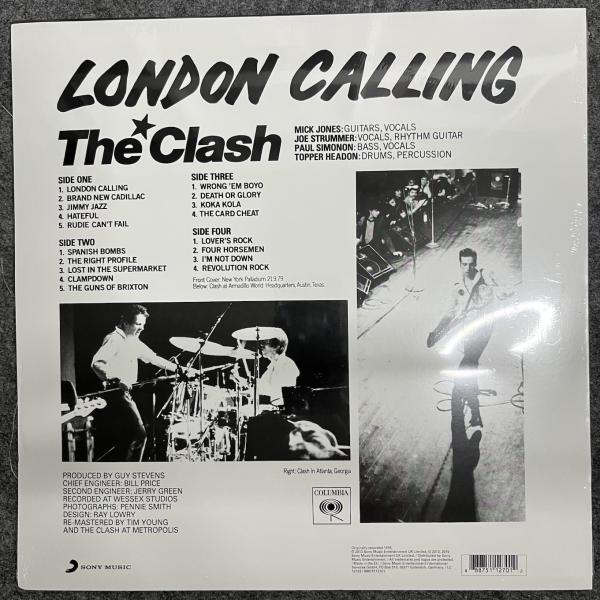 LONDON CALLING
The Clash
MICK JONES: GUITARS, VOCALS
JOE STRUMMER: VOCALS, RHYTHM GUITAR
PAUL SIMONON: BASS, VOCALS
TOPPER HEADON: DRUMS, PERCUSSION
SIDE ONE
1. LONDON CALLING
2. BRAND NEW CADILLAC
3. JIMMY JAZZ
4. HATEFUL
5. RUDIE CAN'T FAIL
SIDE TWO
1. SPANISH BOMBS
2. THE RIGHT PROFILE
3. LOST IN THE SUPERMARKET
4. CLAMPDOWN
5. THE GUNS OF BRIXTON
SIDE THREE
1. WRONG 'EM BOYO
2. DEATH OR GLORY
3. KOKA KOLA
4. THE CARD CHEAT
SIDE FOUR
1. LOVER'S ROCK
2. FOUR HORSEMEN
3. I'M NOT DOWN
4. REVOLUTION ROCK
Front Cover: New York Palladium 21.9.79
Below: Clash at Armadillo World Headquarters, Austin, Texas
Right: Clash In Atlanta, Georgia
PRODUCED BY GUY STEVENS
CHIEF ENGINEER: BILL PRICE
SECOND ENGINEER: JERRY GREEN
RECORDED AT WESSEX STUDIOS
PHOTOGRAPHS: PENNIE SMITH
DESIGN: RAY LOWRY
RE-MASTERED BY TIM YOUNG
AND THE CLASH AT METROPOLIS
COLUMBIA
SONY MUSIC
Originally recorded 1979.